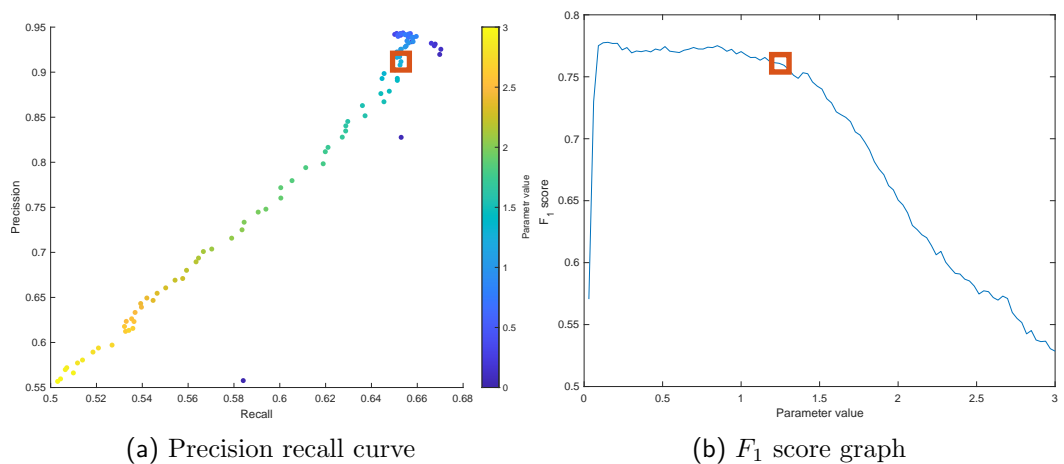 0.95
0.9
0.85
0.8
0.75
0.7
0.65
0.6
0.55
Precission
0.5 0.52 0.54 0.56 0.58 0.6 0.62 0.64 0.66 0.68
Recall
3
2.5
2
1.5
1
0.5
0
Parametr value
(a) Precision recall curve
0.8
0.75
0.7
0.65
0.6
0.55
0.5
F1 score
0 0.5 1 1.5 2 2.5 3
Parameter value
(b) F1 score graph